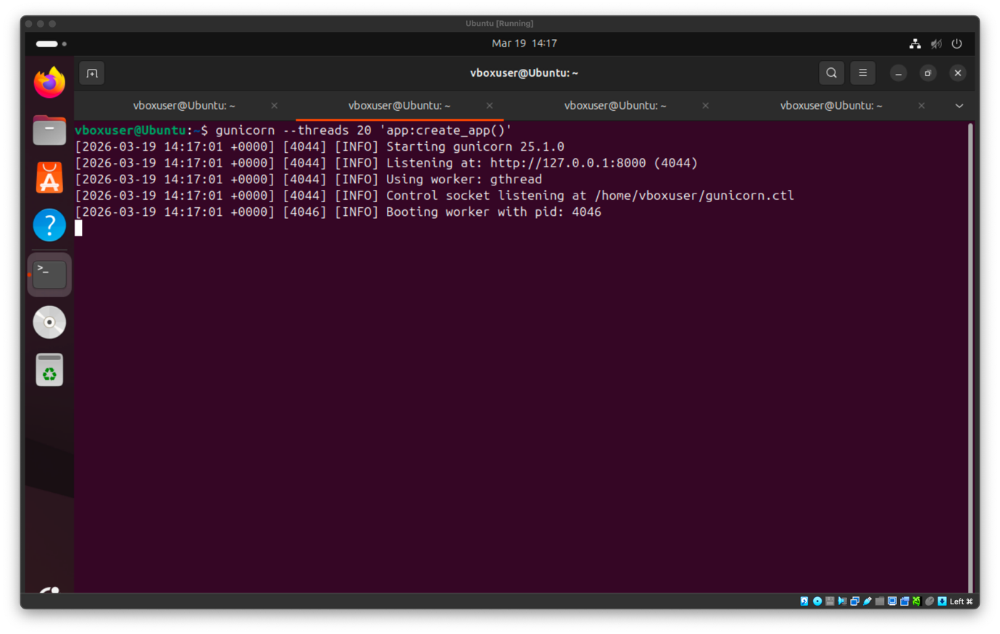 Ubuntu [Running]
Mar 19 14:17
vboxuser@Ubuntu: ~
vboxuser@Ubuntu: ~ vboxuser@Ubuntu: ~ vboxuser@Ubuntu: ~ vboxuser@Ubuntu: ~
vboxuser@Ubuntu:~$ gunicorn --threads 20 'app:create_app()'
[2026-03-19 14:17:01 +0000] [4044] [INFO] Starting gunicorn 25.1.0
[2026-03-19 14:17:01 +0000] [4044] [INFO] Listening at: http://127.0.0.1:8000 (4044)
[2026-03-19 14:17:01 +0000] [4044] [INFO] Using worker: gthread
[2026-03-19 14:17:01 +0000] [4044] [INFO] Control socket listening at /home/vboxuser/gunicorn.ctl
[2026-03-19 14:17:01 +0000] [4046] [INFO] Booting worker with pid: 4046
Left ⌘